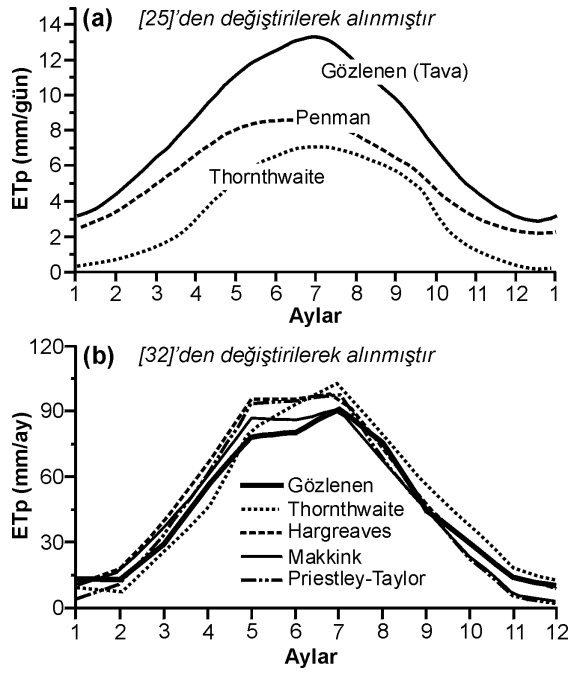 (a) [25]'den değiştirilerek alınmıştır
14
12
10
8
6
4
2
0
ETp (mm/gün)
Gözlenen (Tava)
Penman
Thornthwaite
1 2 3 4 5 6 7 8 9 10 11 12 1
Aylar
(b) [32]'den değiştirilerek alınmıştır
120
90
60
30
0
ETp (mm/ay)
Gözlenen
Thornthwaite
Hargreaves
Makkink
Priestley-Taylor
1 2 3 4 5 6 7 8 9 10 11 12
Aylar